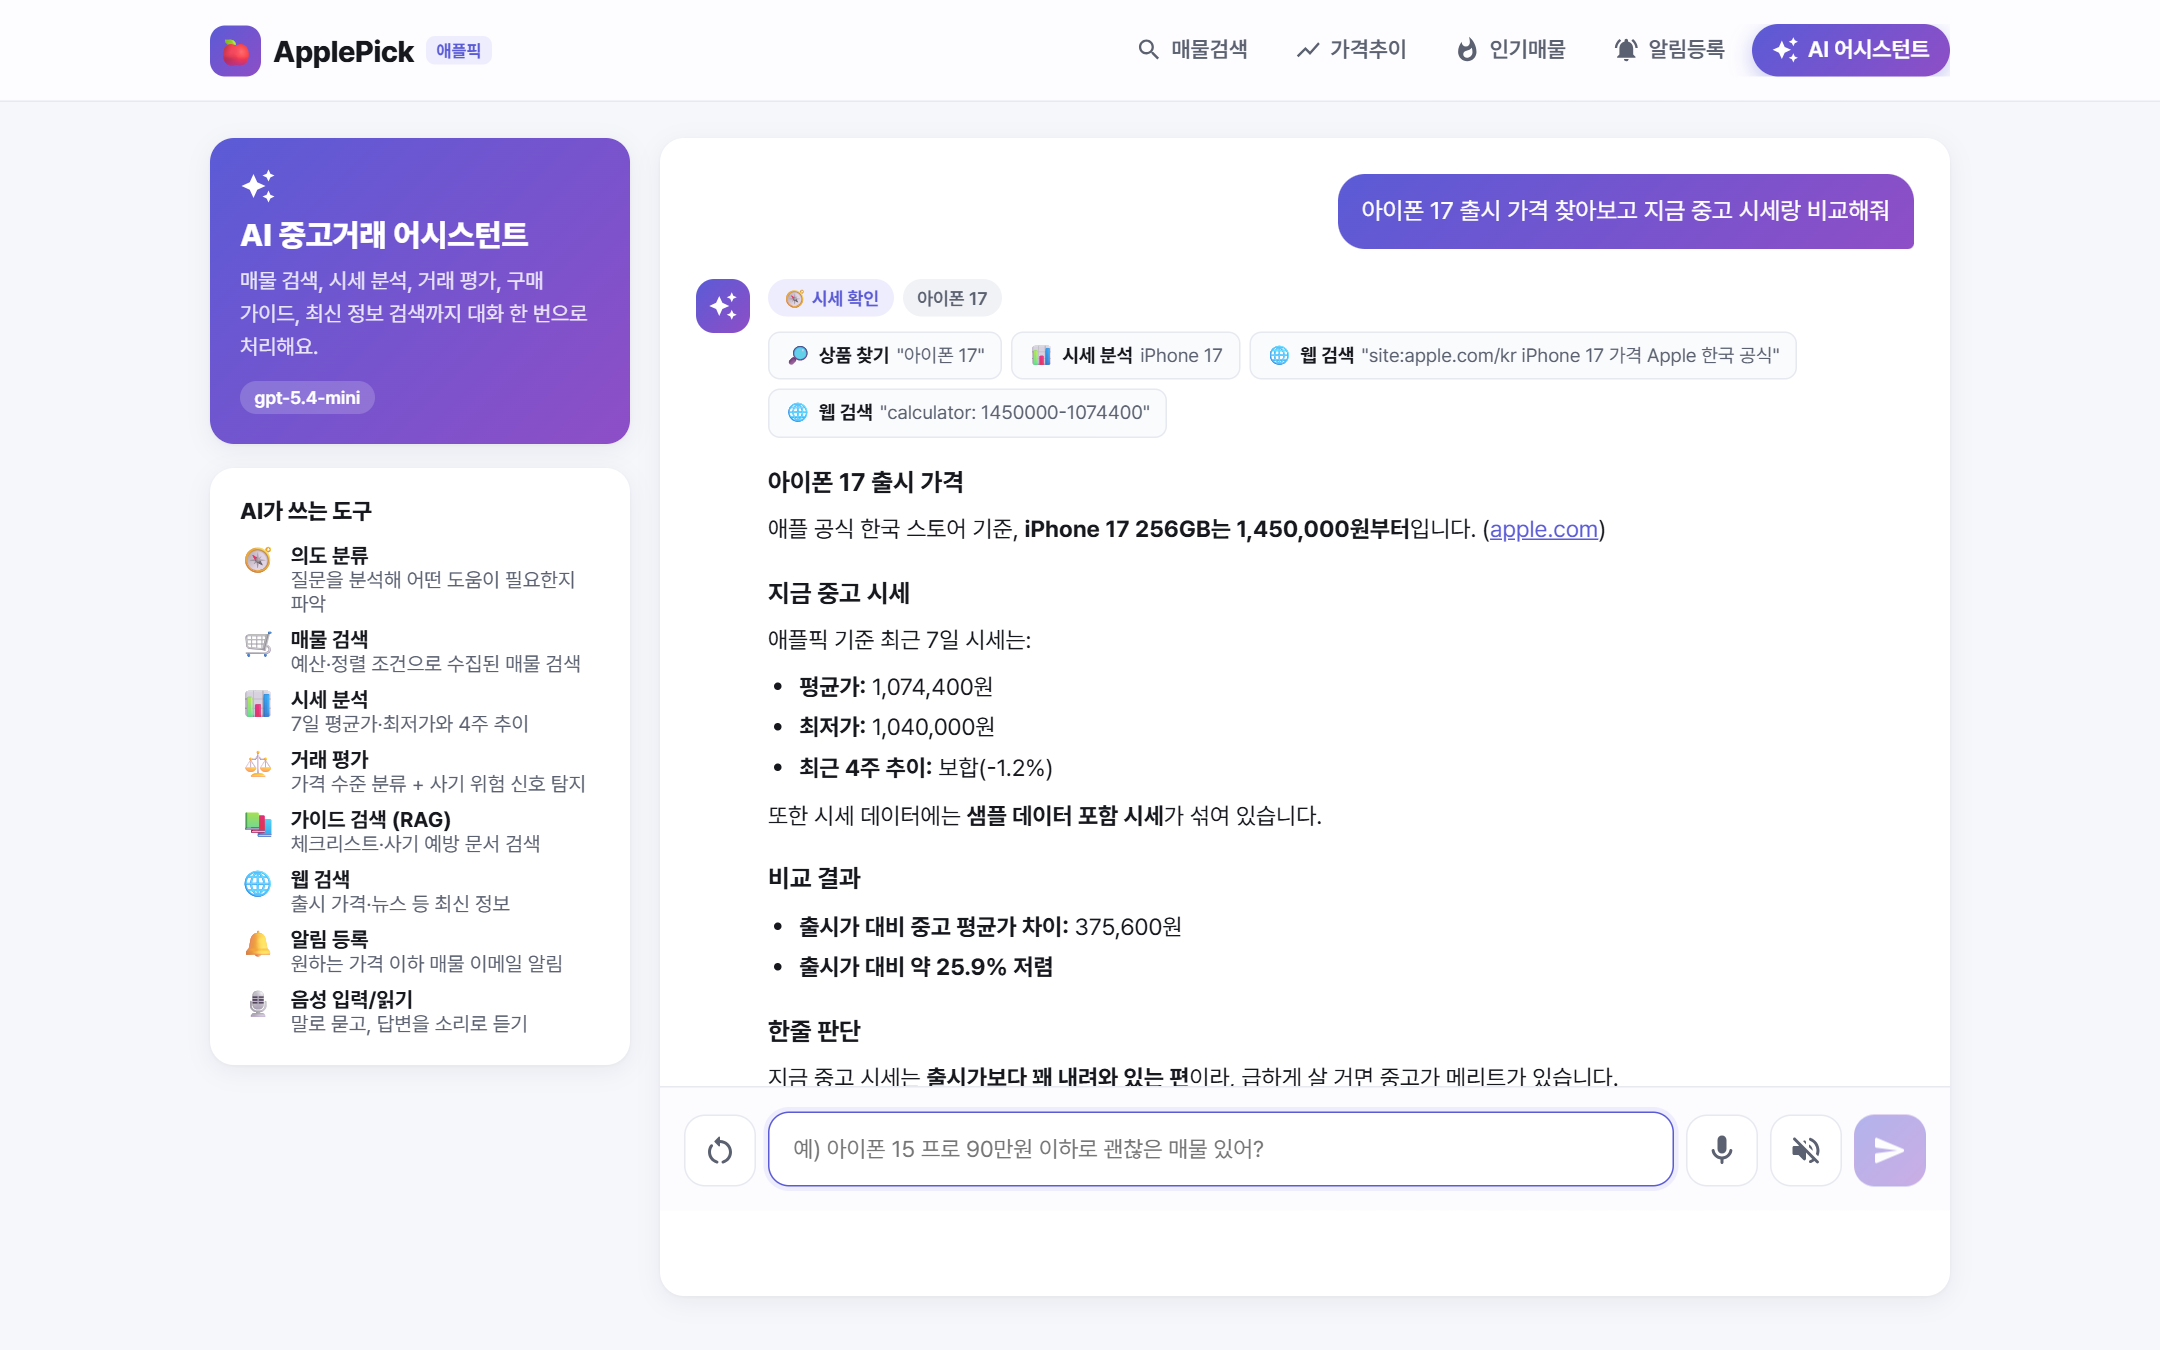 ApplePick 애플픽
매물검색 가격추이 인기매물 알림등록 AI 어시스턴트
AI 중고거래 어시스턴트
매물 검색, 시세 분석, 거래 평가, 구매
가이드, 최신 정보 검색까지 대화 한 번으로
처리해요.
gpt-5.4-mini
AI가 쓰는 도구
의도 분류
질문을 분석해 어떤 도움이 필요한지
파악
매물 검색
예산·정렬 조건으로 수집된 매물 검색
시세 분석
7일 평균가·최저가와 4주 추이
거래 평가
가격 수준 분류 + 사기 위험 신호 탐지
가이드 검색 (RAG)
체크리스트·사기 예방 문서 검색
웹 검색
출시 가격·뉴스 등 최신 정보
알림 등록
원하는 가격 이하 매물 이메일 알림
음성 입력/읽기
말로 묻고, 답변을 소리로 듣기
아이폰 17 출시 가격 찾아보고 지금 중고 시세랑 비교해줘
시세 확인 아이폰 17
상품 찾기 "아이폰 17" 시세 분석 iPhone 17 웹 검색 "site:apple.com/kr iPhone 17 가격 Apple 한국 공식"
웹 검색 "calculator: 1450000-1074400"
아이폰 17 출시 가격
애플 공식 한국 스토어 기준, iPhone 17 256GB는 1,450,000원부터입니다. (apple.com)
지금 중고 시세
애플픽 기준 최근 7일 시세는:
• 평균가: 1,074,400원
• 최저가: 1,040,000원
• 최근 4주 추이: 보합(-1.2%)
또한 시세 데이터에는 샘플 데이터 포함 시세가 섞여 있습니다.
비교 결과
• 출시가 대비 중고 평균가 차이: 375,600원
• 출시가 대비 약 25.9% 저렴
한줄 판단
지금 중고 시세는 출시가보다 꽤 내려와 있는 편이라, 급하게 살 거면 중고가 메리트가 있습니다.
예) 아이폰 15 프로 90만원 이하로 괜찮은 매물 있어?